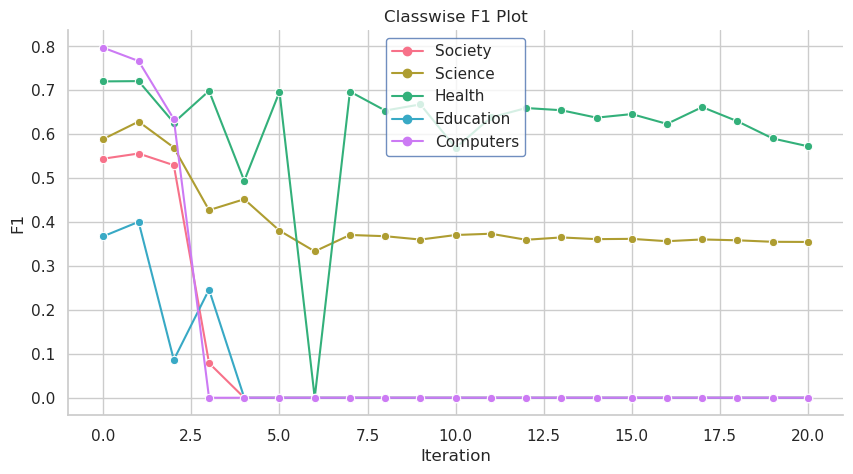 Classwise F1 Plot
Society
Science
Health
Education
Computers
F1
0.8
0.7
0.6
0.5
0.4
0.3
0.2
0.1
0.0
0.0 2.5 5.0 7.5 10.0 12.5 15.0 17.5 20.0
Iteration